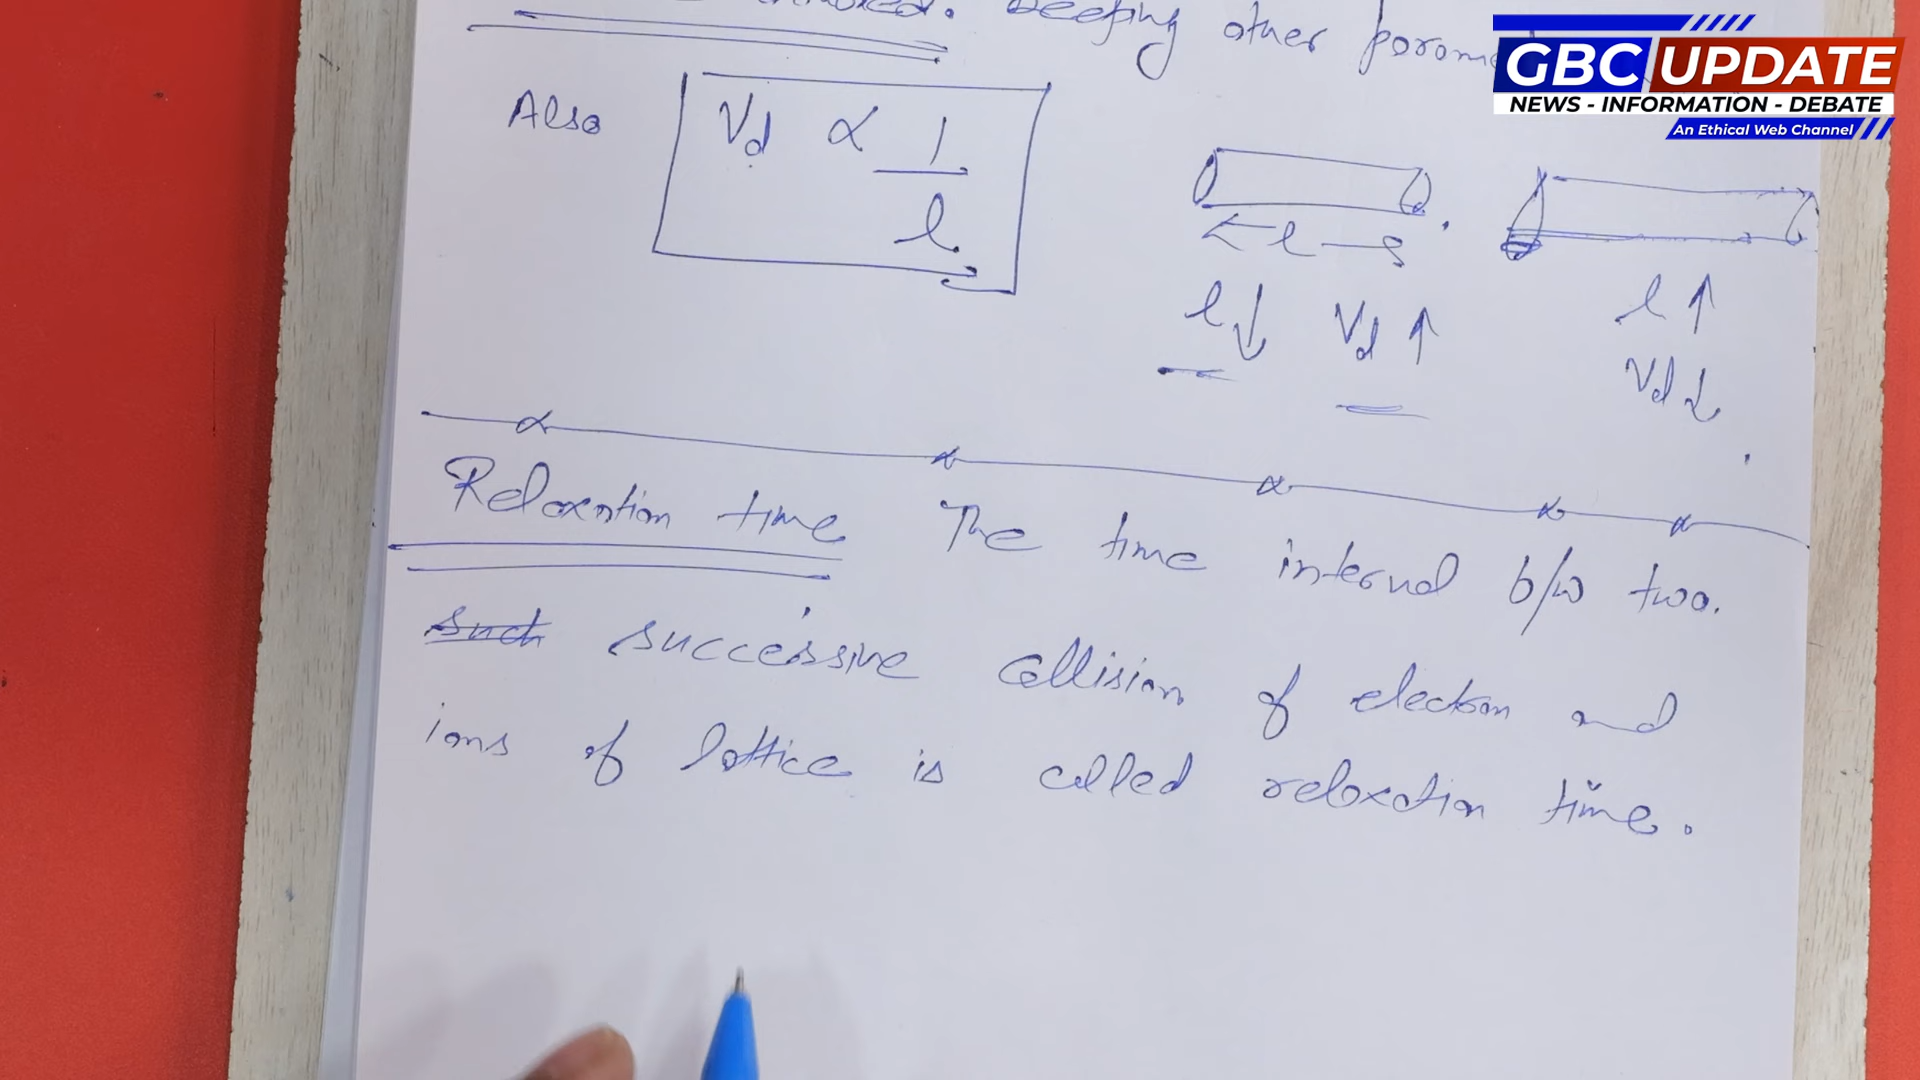 other
GBC UPDATE
NEWS - INFORMATION - DEBATE
An Ethical Web Channel
Also Vd ∝ 1/l
l
l ↓ Vd ↑
l ↑
Vd ↓
Relaxation time The time interval b/w two.
such successive collision of electron and
ions of lattice is called relaxation time.